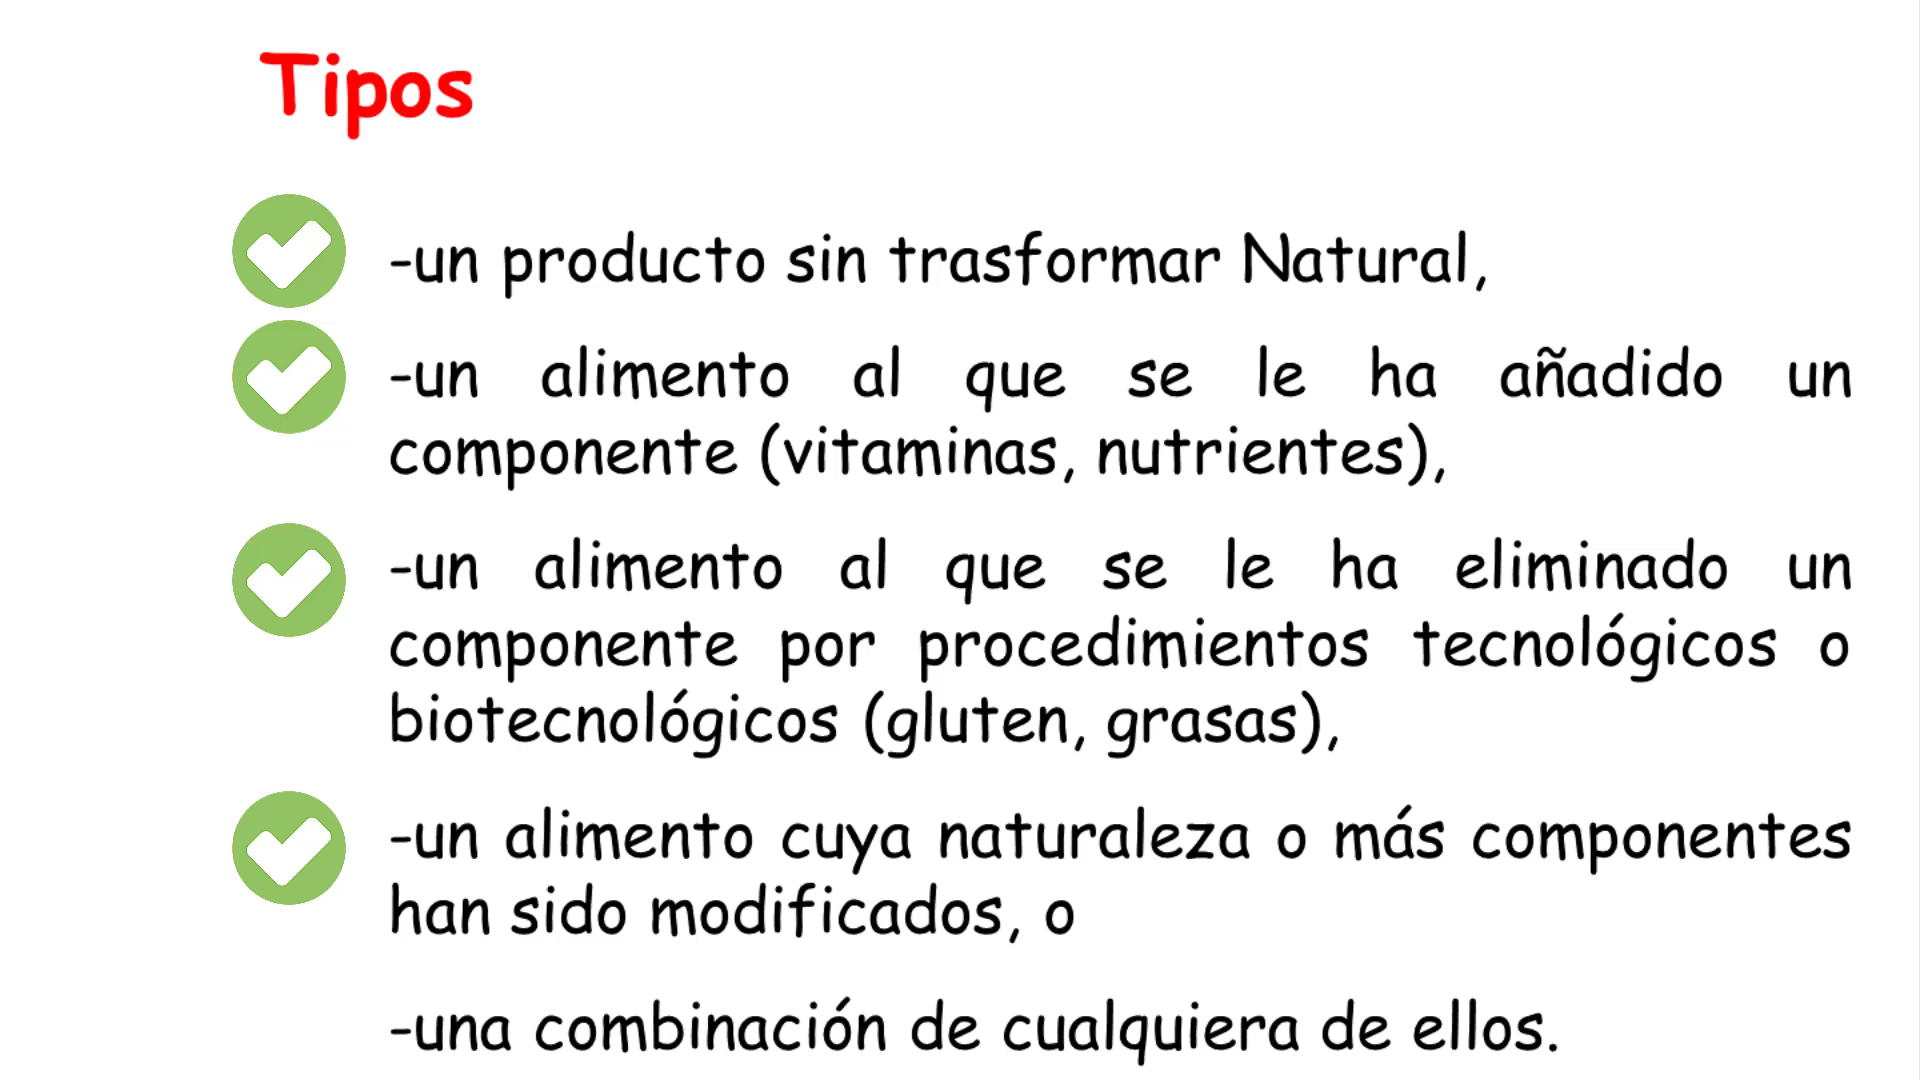 Tipos
-un producto sin trasformar Natural,
-un alimento al que se le ha añadido un
componente (vitaminas, nutrientes),
-un alimento al que se le ha eliminado un
componente por procedimientos tecnológicos o
biotecnológicos (gluten, grasas),
-un alimento cuya naturaleza o más componentes
han sido modificados, o
-una combinación de cualquiera de ellos.